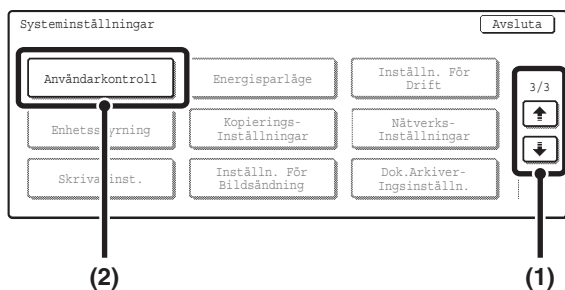 Systeminställningar
Avsluta
Användarkontroll
Energisparläge
Inställn. För
Drift
3/3
Kopierings-
Inställningar
Nätverks-
Inställningar
Inställn. För
Bildsändning
Dok.Arkiver-
Ingsinställn.
(2)
(1)